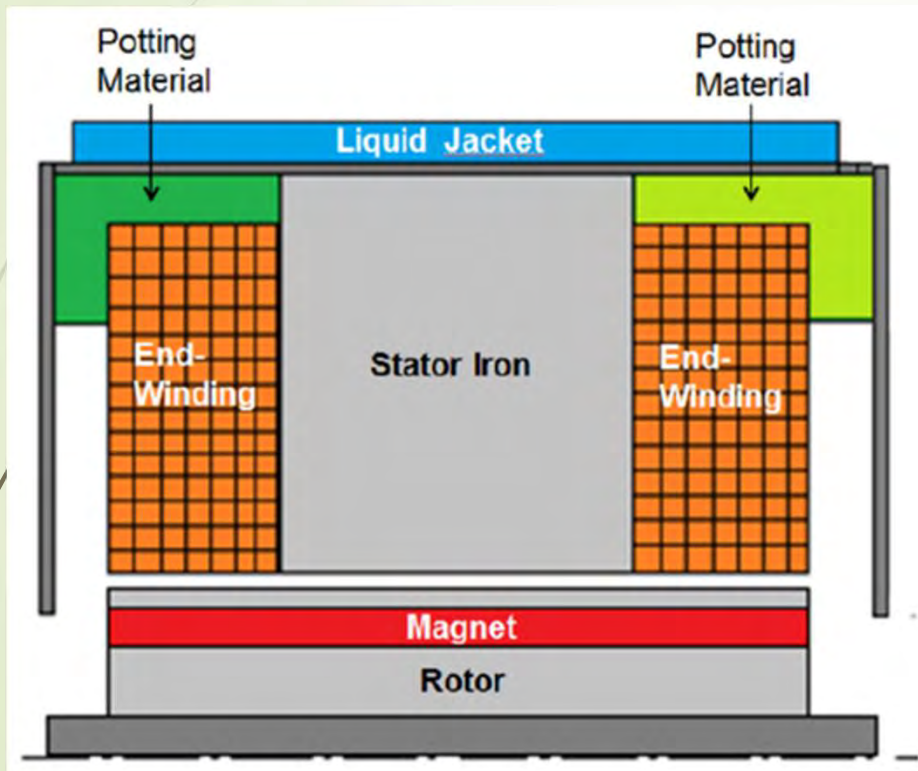 Potting
Material
Potting
Material
Liquid Jacket
End-
Winding
Stator Iron
End-
Winding
Magnet
Rotor